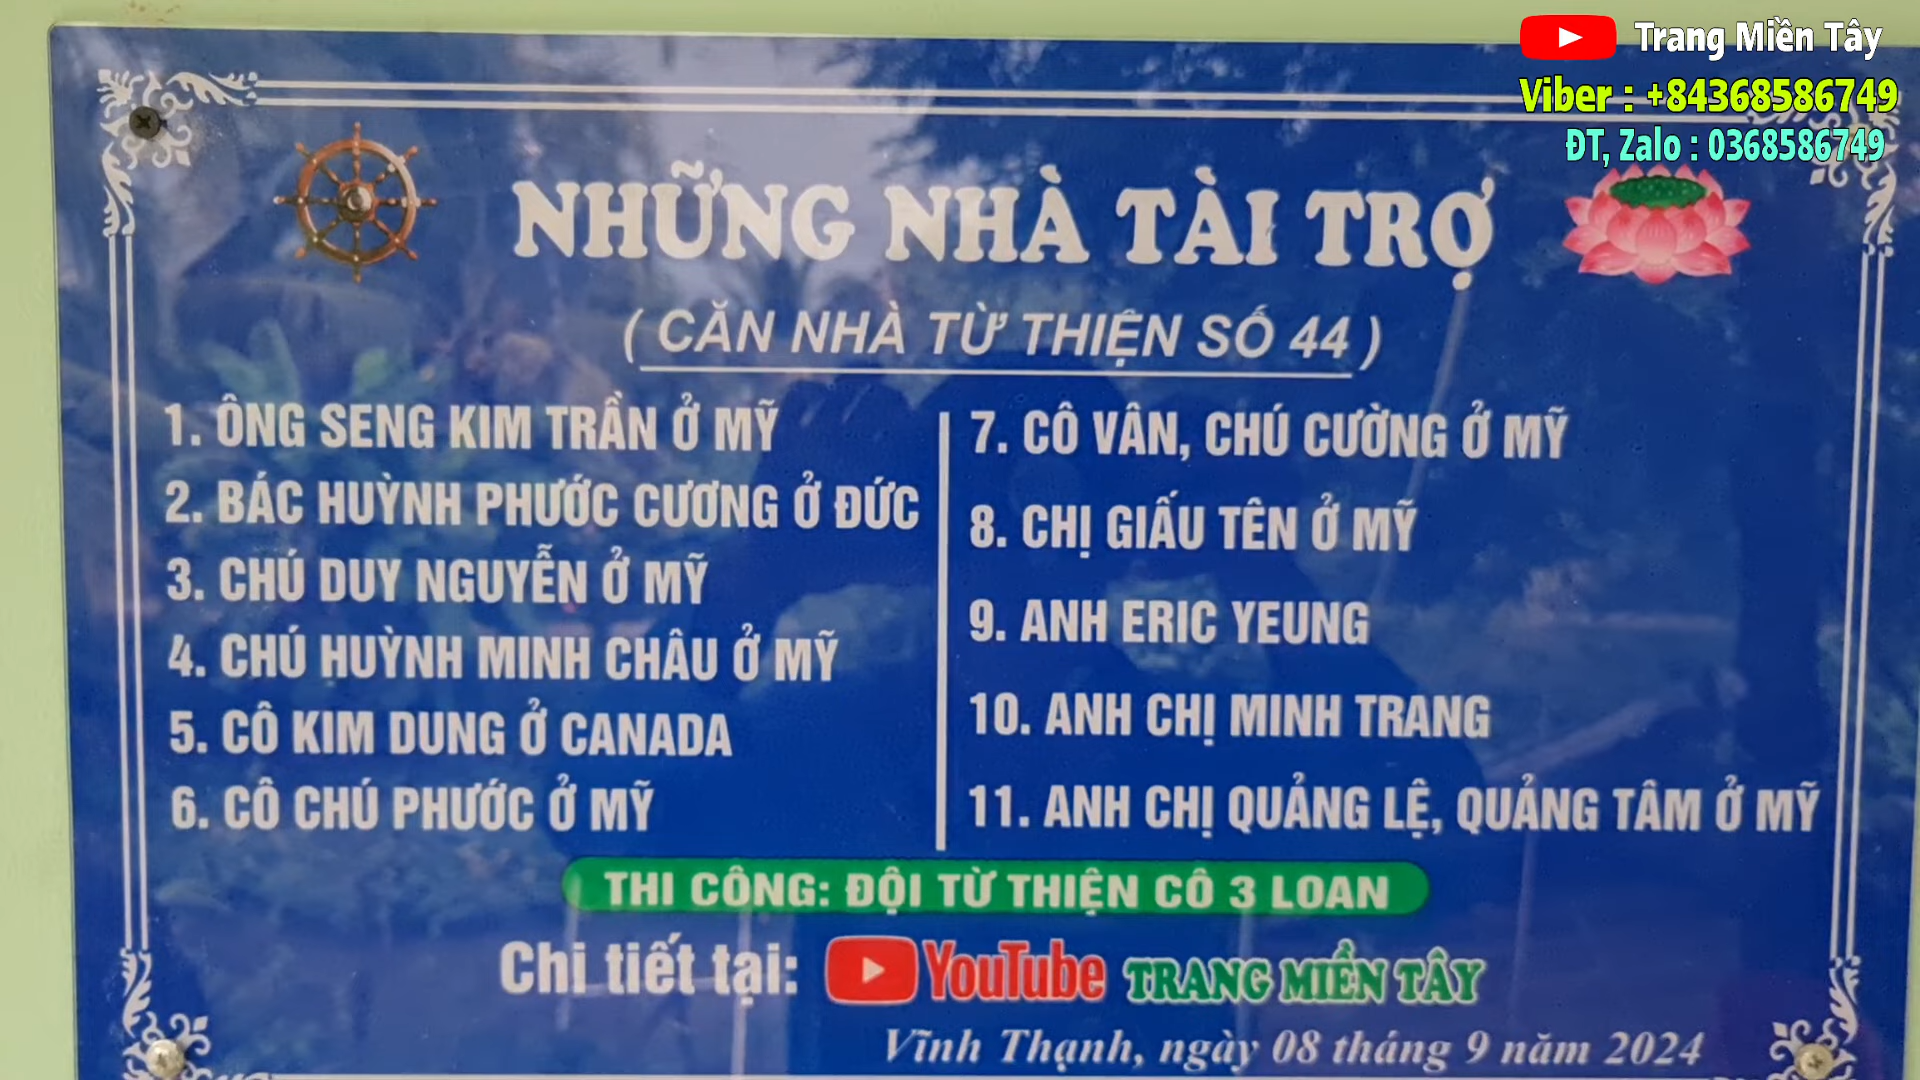 Trang Miền Tây
Viber : +84368586749
ĐT, Zalo : 0368586749
NHỮNG NHÀ TÀI TRỢ
( CĂN NHÀ TỪ THIỆN SỐ 44 )
1. ÔNG SENG KIM TRẦN Ở MỸ
2. BÁC HUỲNH PHƯỚC CƯƠNG Ở ĐỨC
3. CHÚ DUY NGUYỄN Ở MỸ
4. CHÚ HUỲNH MINH CHÂU Ở MỸ
5. CÔ KIM DUNG Ở CANADA
6. CÔ CHÚ PHƯỚC Ở MỸ
7. CÔ VÂN, CHÚ CƯỜNG Ở MỸ
8. CHỊ GIẤU TÊN Ở MỸ
9. ANH ERIC YEUNG
10. ANH CHỊ MINH TRANG
11. ANH CHỊ QUẢNG LỆ, QUẢNG TÂM Ở MỸ
THI CÔNG: ĐỘI TỪ THIỆN CÔ 3 LOAN
Chi tiết tại: YouTube TRANG MIỀN TÂY
Vĩnh Thạnh, ngày 08 tháng 9 năm 2024